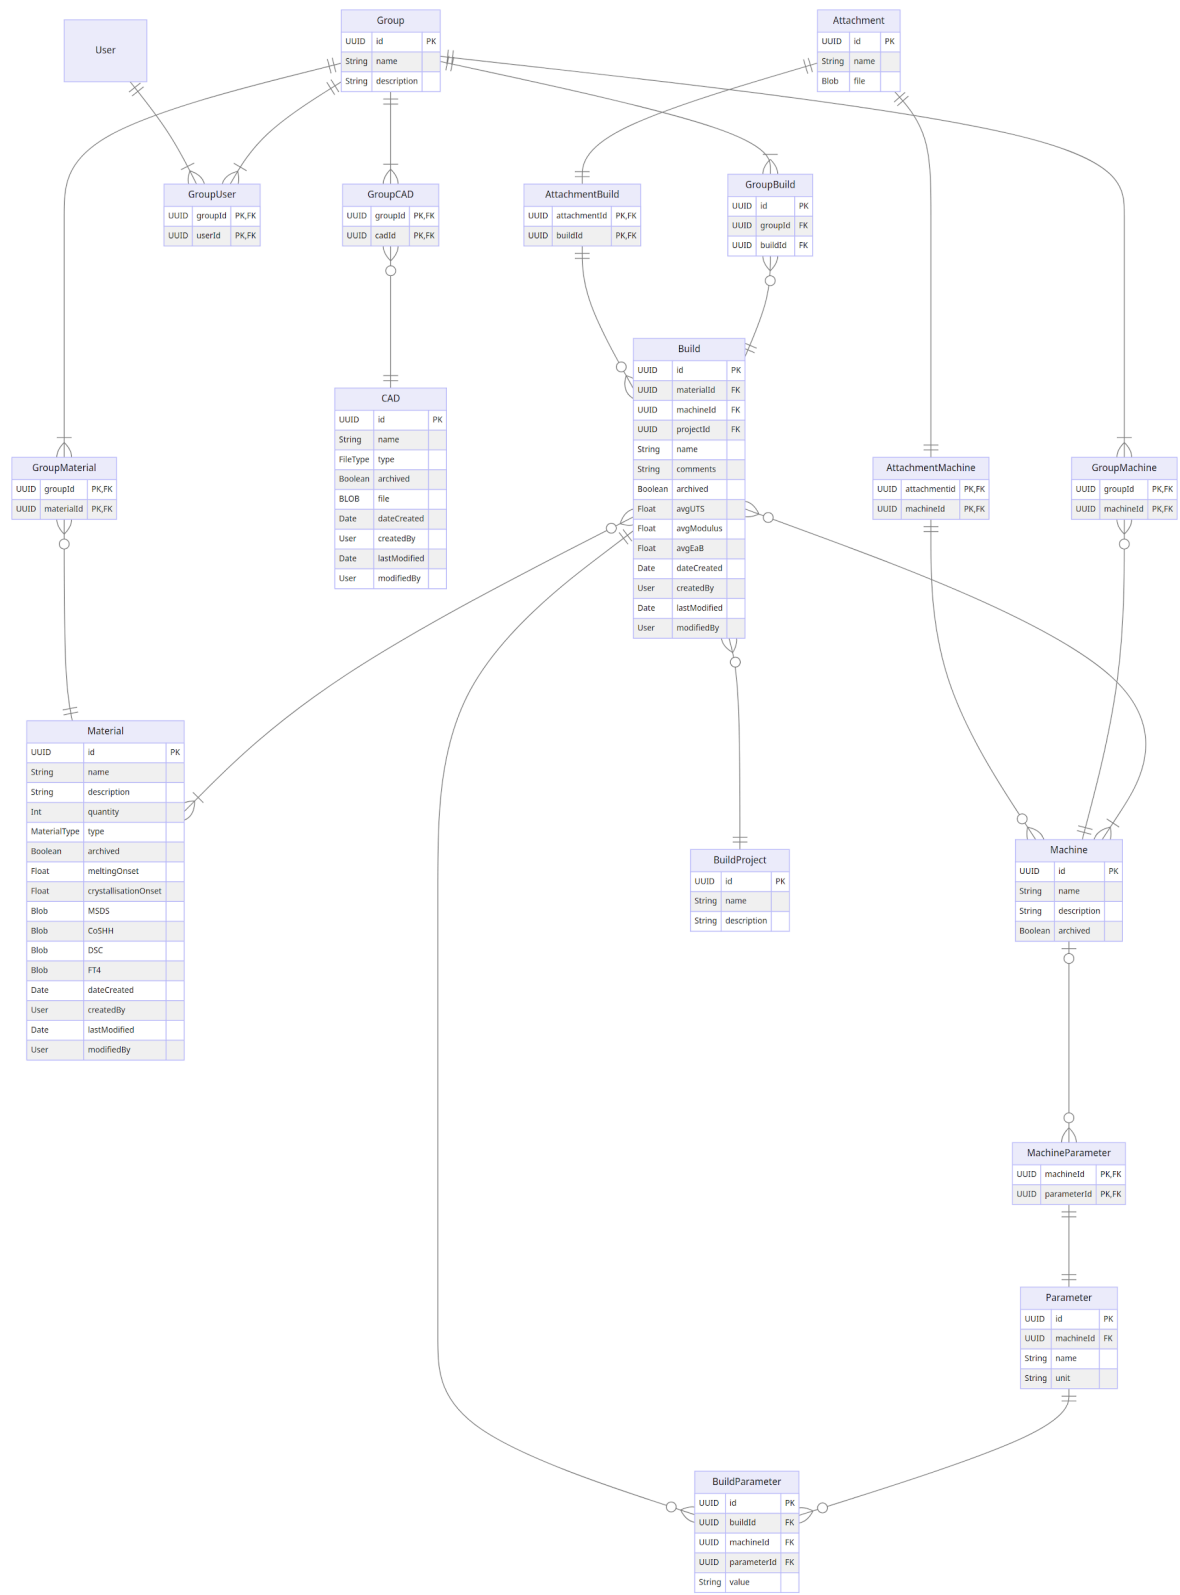 User
Group
UUID id PK
String name
String description
Attachment
UUID id PK
String name
Blob file
GroupUser
UUID groupId PK,FK
UUID userId PK,FK
GroupCAD
UUID groupId PK,FK
UUID cadId PK,FK
AttachmentBuild
UUID attachmentId PK,FK
UUID buildId PK,FK
GroupBuild
UUID id PK
UUID groupId FK
UUID buildId FK
Build
UUID id PK
UUID materialId FK
UUID machineId FK
UUID projectId FK
String name
String comments
Boolean archived
Float avgUTS
Float avgModulus
Float avgEaB
Date dateCreated
User createdBy
Date lastModified
User modifiedBy
CAD
UUID id PK
String name
FileType type
Boolean archived
BLOB file
Date dateCreated
User createdBy
Date lastModified
User modifiedBy
GroupMaterial
UUID groupId PK,FK
UUID materialId PK,FK
AttachmentMachine
UUID attachmentid PK,FK
UUID machineId PK,FK
GroupMachine
UUID groupId PK,FK
UUID machineId PK,FK
Material
UUID id PK
String name
String description
Int quantity
MaterialType type
Boolean archived
Float meltingOnset
Float crystallisationOnset
Blob MSDS
Blob CoSHH
Blob DSC
Blob FT4
Date dateCreated
User createdBy
Date lastModified
User modifiedBy
BuildProject
UUID id PK
String name
String description
Machine
UUID id PK
String name
String description
Boolean archived
MachineParameter
UUID machineId PK,FK
UUID parameterId PK,FK
Parameter
UUID id PK
UUID machineId FK
String name
String unit
BuildParameter
UUID id PK
UUID buildId FK
UUID machineId FK
UUID parameterId FK
String value